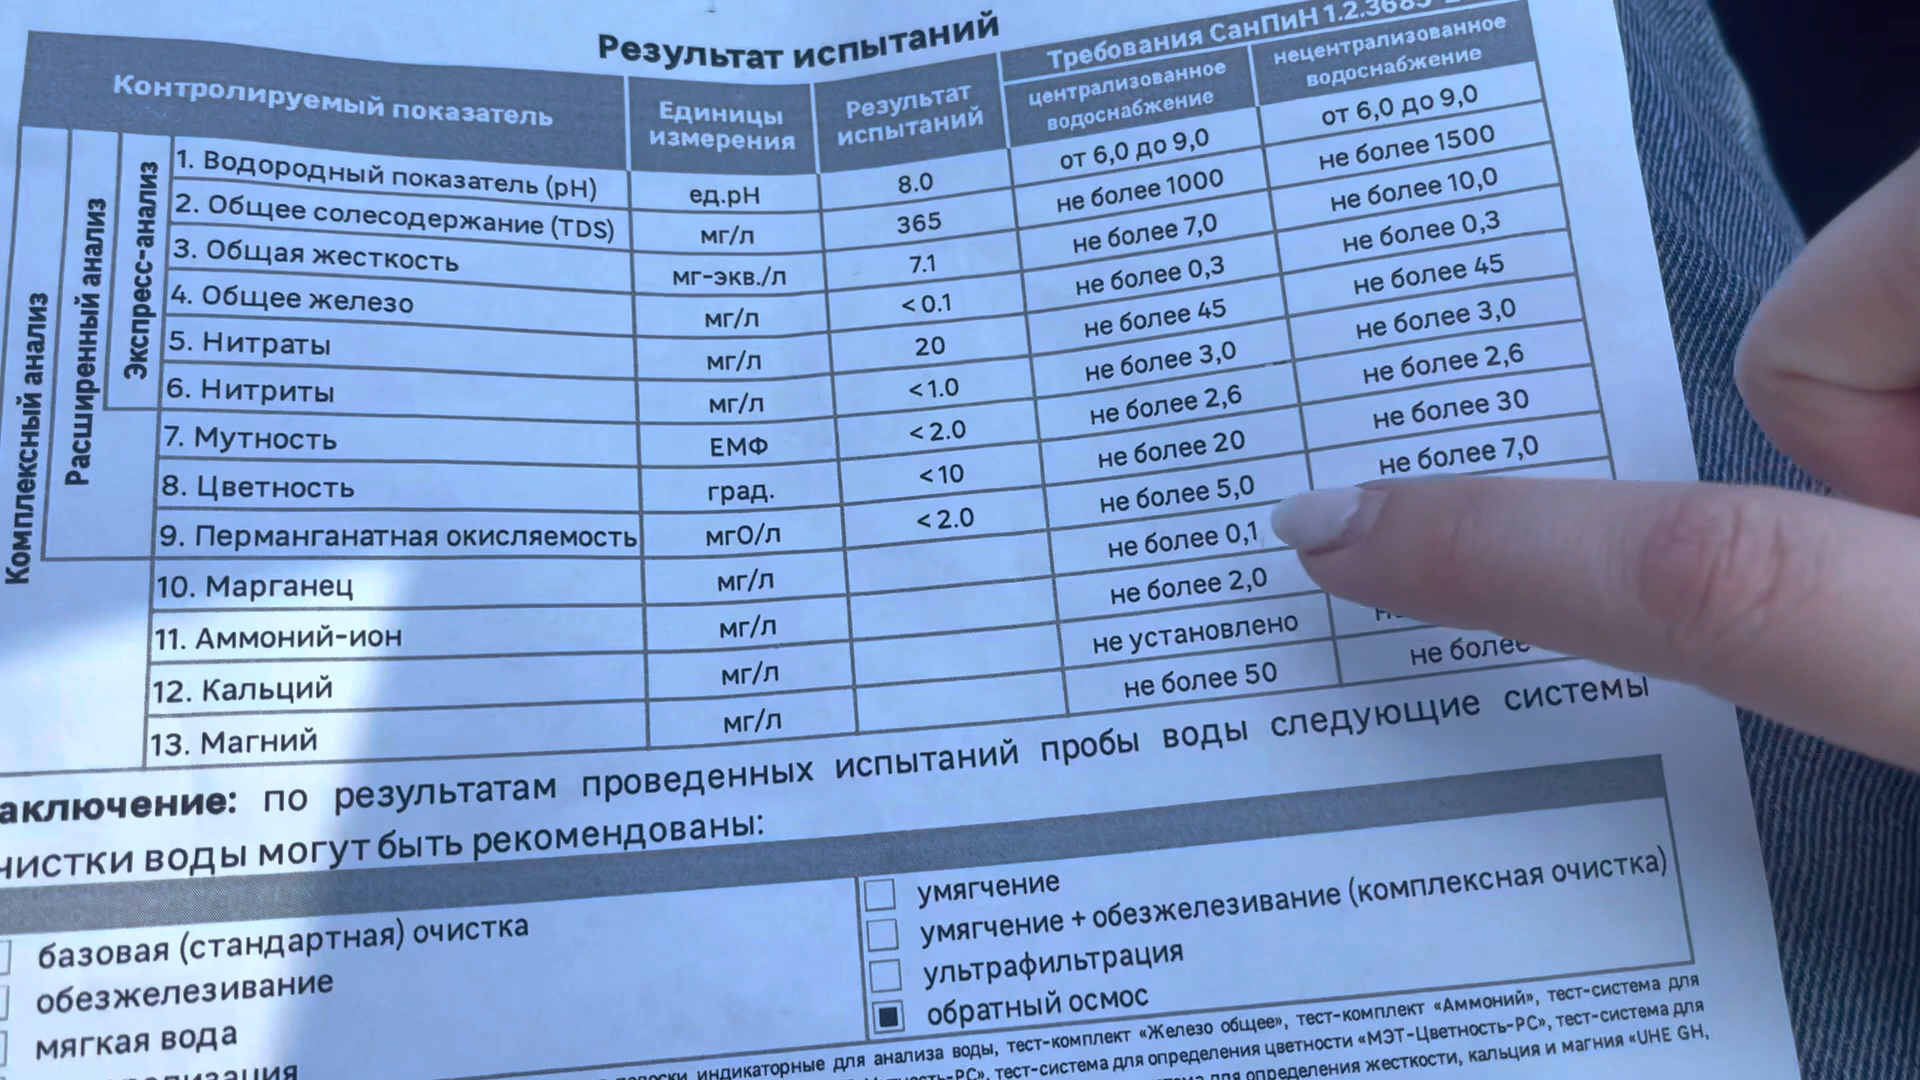 Результат испытаний
Контролируемый показатель
Единицы измерения
Результат испытаний
Требования СанПиН 1.2.3685
централизованное водоснабжение
нецентрализованное водоснабжение
Комплексный анализ
Расширенный анализ
Экспресс-анализ
1. Водородный показатель (pH) ед.pH 8.0 от 6,0 до 9,0 от 6,0 до 9,0
2. Общее солесодержание (TDS) мг/л 365 не более 1000 не более 1500
3. Общая жесткость мг-экв./л 7.1 не более 7,0 не более 10,0
4. Общее железо мг/л <0.1 не более 0,3 не более 0,3
5. Нитраты мг/л 20 не более 45 не более 45
6. Нитриты мг/л <1.0 не более 3,0 не более 3,0
7. Мутность ЕМФ <2.0 не более 2,6 не более 2,6
8. Цветность град. <10 не более 20 не более 30
9. Перманганатная окисляемость мгО/л <2.0 не более 5,0 не более 7,0
10. Марганец мг/л не более 0,1
11. Аммоний-ион мг/л не более 2,0
12. Кальций мг/л не установлено
13. Магний мг/л не более 50 не более
аключение: по результатам проведенных испытаний пробы воды следующие системы
чистки воды могут быть рекомендованы:
базовая (стандартная) очистка
обезжелезивание
мягкая вода
умягчение
умягчение + обезжелезивание (комплексная очистка)
ультрафильтрация
обратный осмос
индикаторные для анализа воды, тест-комплект «Железо общее», тест-комплект «Аммоний», тест-система для
тест-система для определения цветности «МЭТ-Цветность-РС», тест-система для
для определения жесткости, кальция и магния «UHE GH,